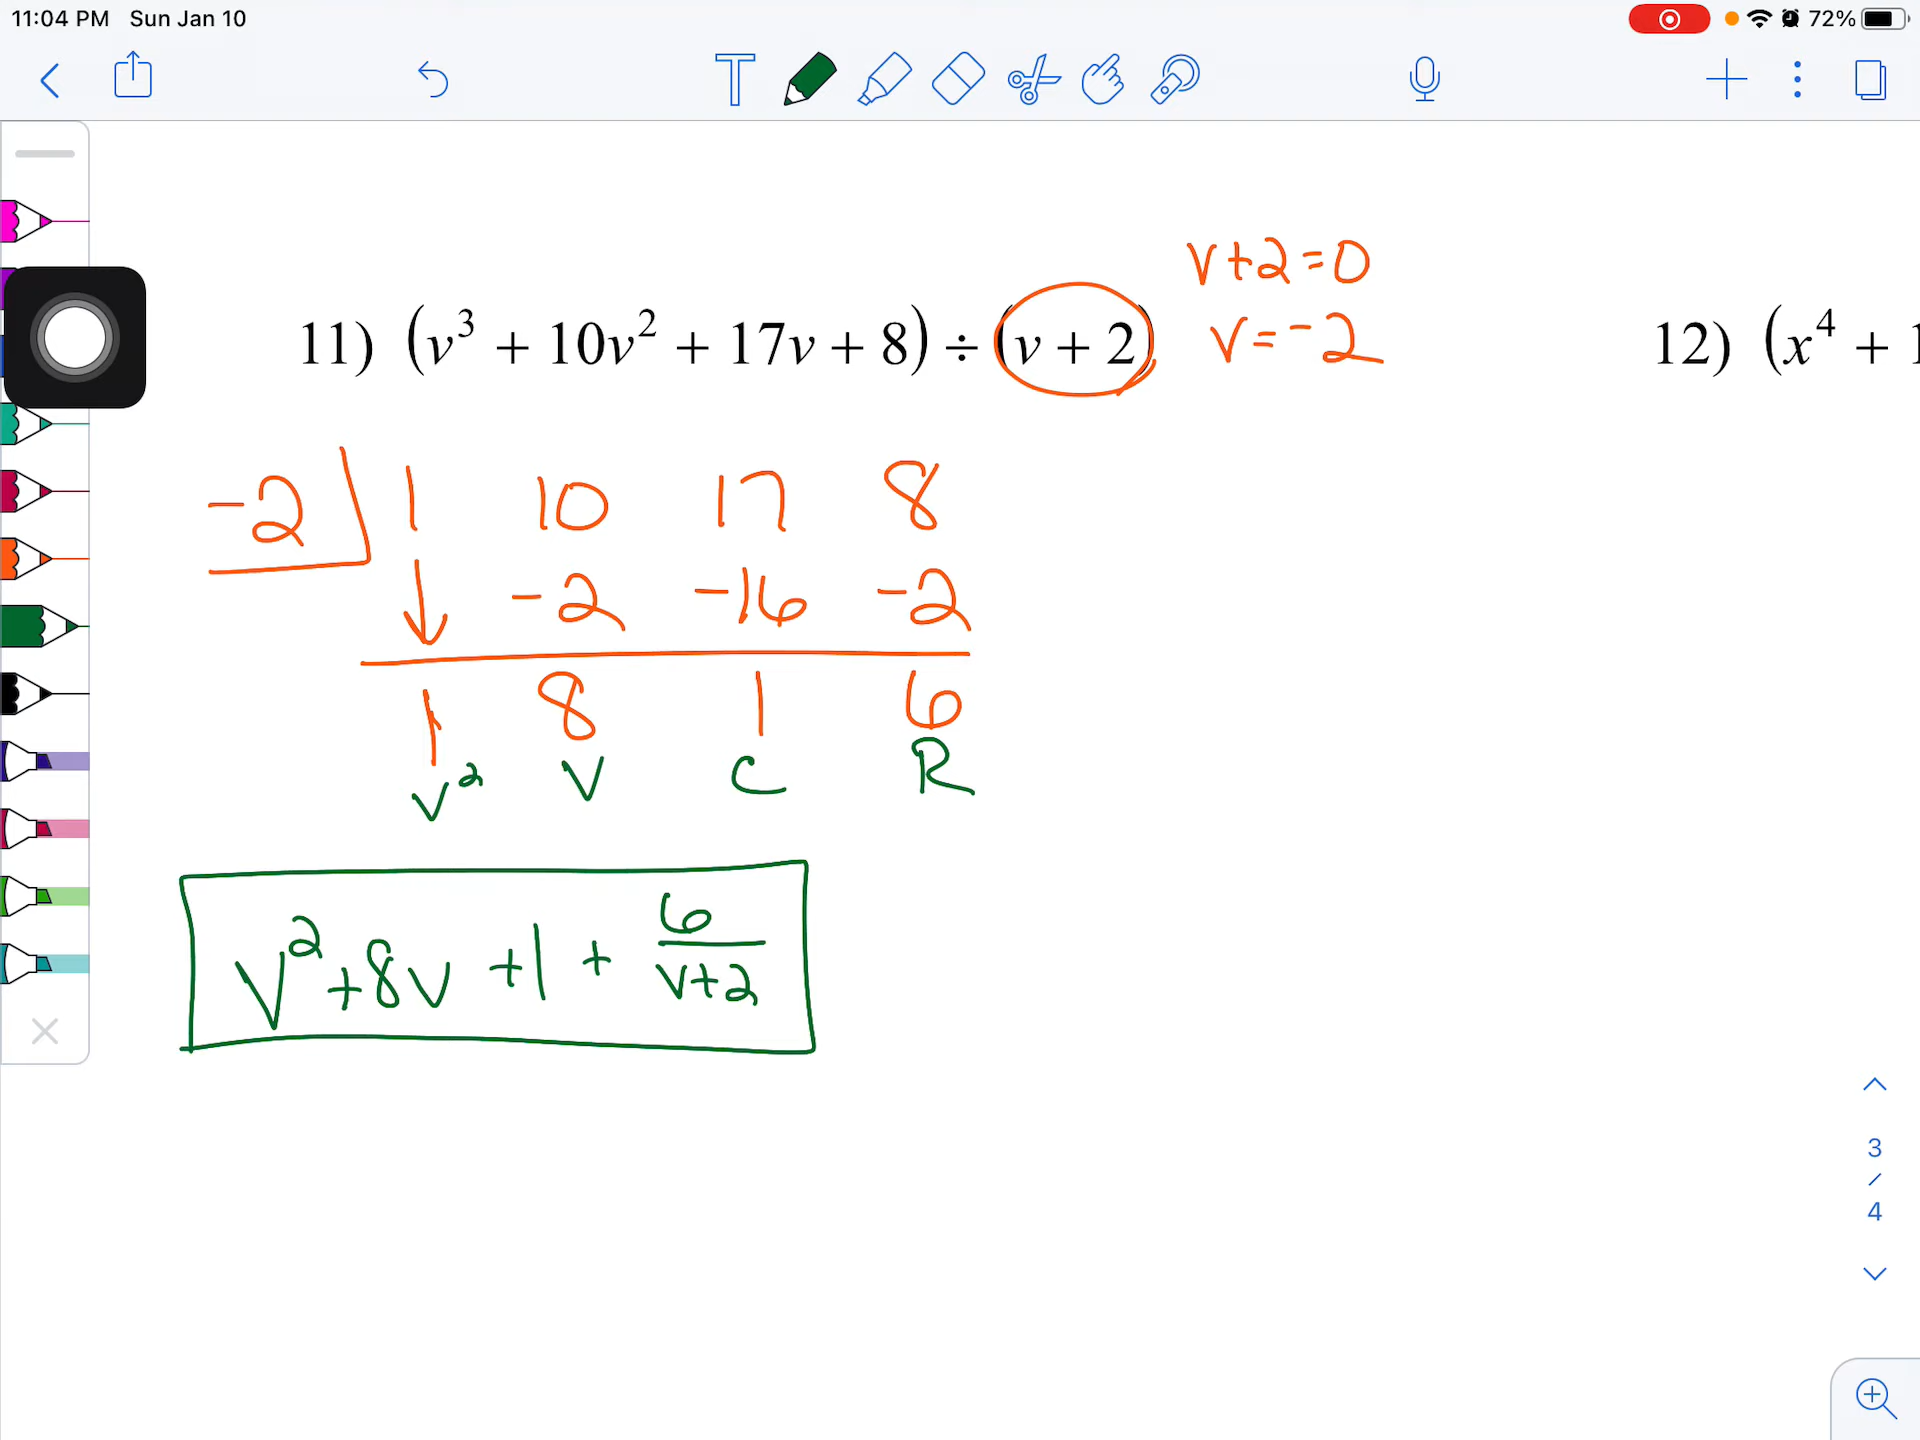 11:04 PM Sun Jan 10 72%
T
v+2=0
11) (v³ + 10v² + 17v + 8) ÷ (v + 2) v=-2 12) (x⁴ + 1
-2 1 10 17 8
-2 -16 -2
1 8 1 6
v² v C R
v²+8v +1 + 6/(v+2)
3
/
4